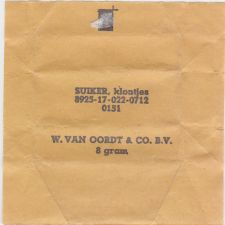 SUIKER, klontjes
8925-17-022-0712
0151
W. VAN OORDT & CO. B.V.
8 gram